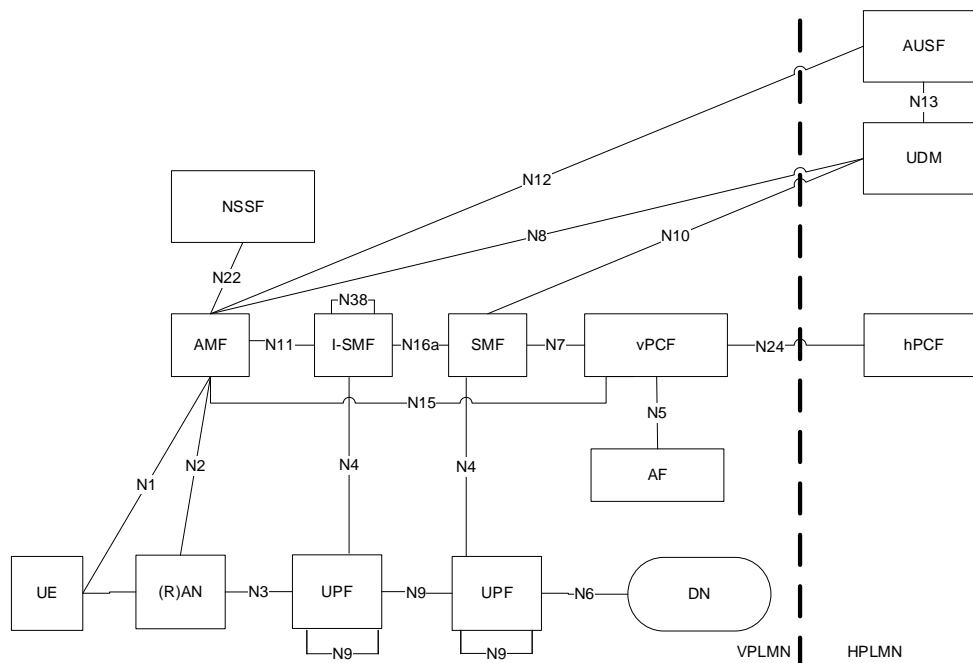 AUSF
N13
UDM
N12
NSSF
N8
N10
N22
N38
AMF
N11
I-SMF
N16a
SMF
N7
vPCF
N24
hPCF
N15
N5
N2
N4
N4
AF
N1
UE
(R)AN
N3
UPF
N9
UPF
N6
DN
N9
N9
VPLMN
HPLMN